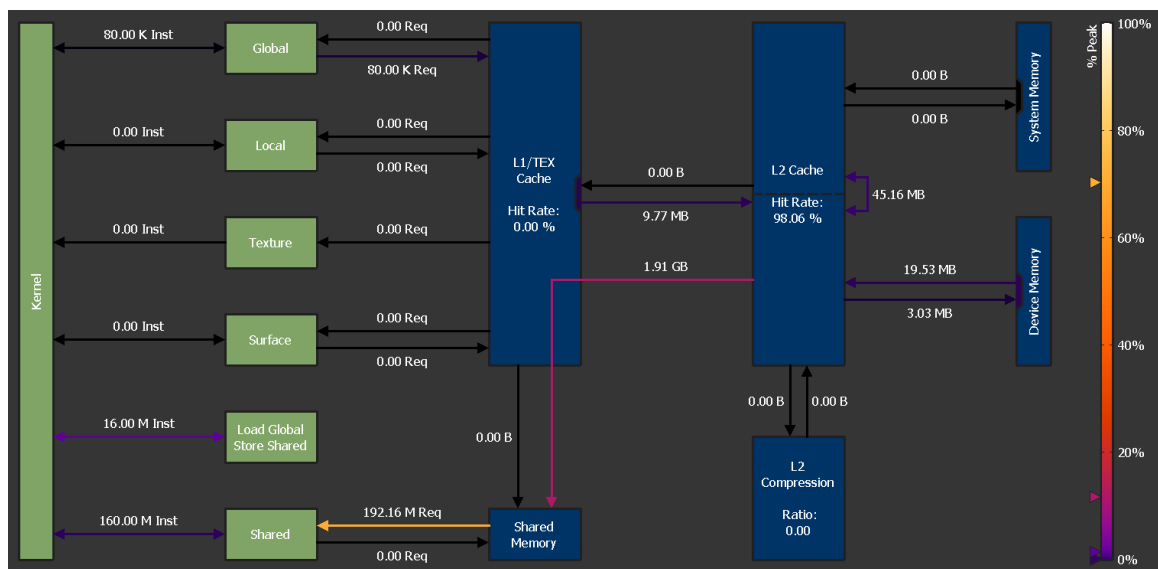 Kernel
80.00 K Inst
Global
0.00 Req
80.00 K Req
0.00 Inst
Local
0.00 Req
0.00 Req
0.00 Inst
Texture
0.00 Req
0.00 Inst
Surface
0.00 Req
0.00 Req
16.00 M Inst
Load Global
Store Shared
160.00 M Inst
Shared
192.16 M Req
0.00 Req
L1/TEX
Cache
Hit Rate:
0.00 %
0.00 B
Shared
Memory
0.00 B
9.77 MB
1.91 GB
L2 Cache
Hit Rate:
98.06 %
45.16 MB
0.00 B
0.00 B
L2
Compression
Ratio:
0.00
0.00 B
0.00 B
System Memory
19.53 MB
3.03 MB
Device Memory
% Peak
100%
80%
60%
40%
20%
0%